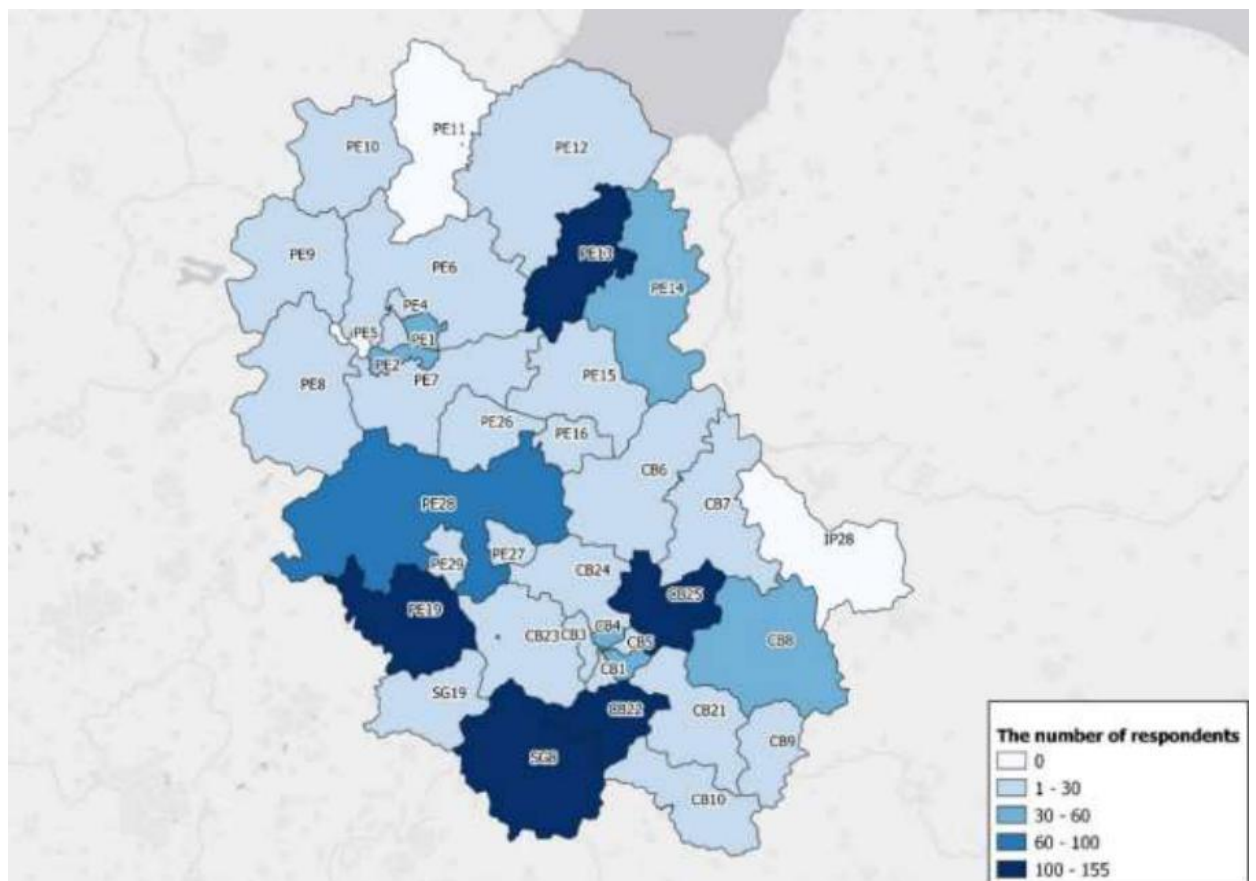 PE11
PE10
PE12
PE9
PE13
PE6
PE14
PE4
PE5
PE1
PE2
PE7
PE8
PE15
PE26
PE16
CB6
PE28
CB7
IP28
PE27
PE29
CB24
PE19
CB25
CB4
CB23
CB3
CB5
CB8
CB1
SG19
CB22
CB21
CB9
SG8
CB10
The number of respondents
0
1 - 30
30 - 60
60 - 100
100 - 155